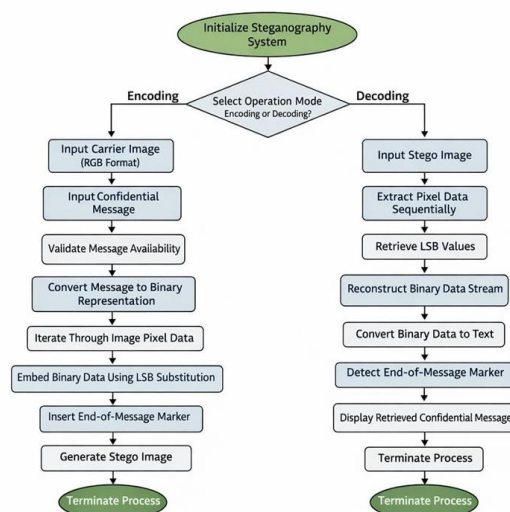 Initialize Steganography
System
Select Operation Mode
Encoding or Decoding?
Encoding
Input Carrier Image
(RGB Format)
Input Confidential
Message
Validate Message Availability
Convert Message to Binary
Representation
Iterate Through Image Pixel Data
Embed Binary Data Using LSB Substitution
Insert End-of-Message Marker
Generate Stego Image
Terminate Process
Decoding
Input Stego Image
Extract Pixel Data
Sequentially
Retrieve LSB Values
Reconstruct Binary Data Stream
Convert Binary Data to Text
Detect End-of-Message Marker
Display Retrieved Confidential Message
Terminate Process
Terminate Process